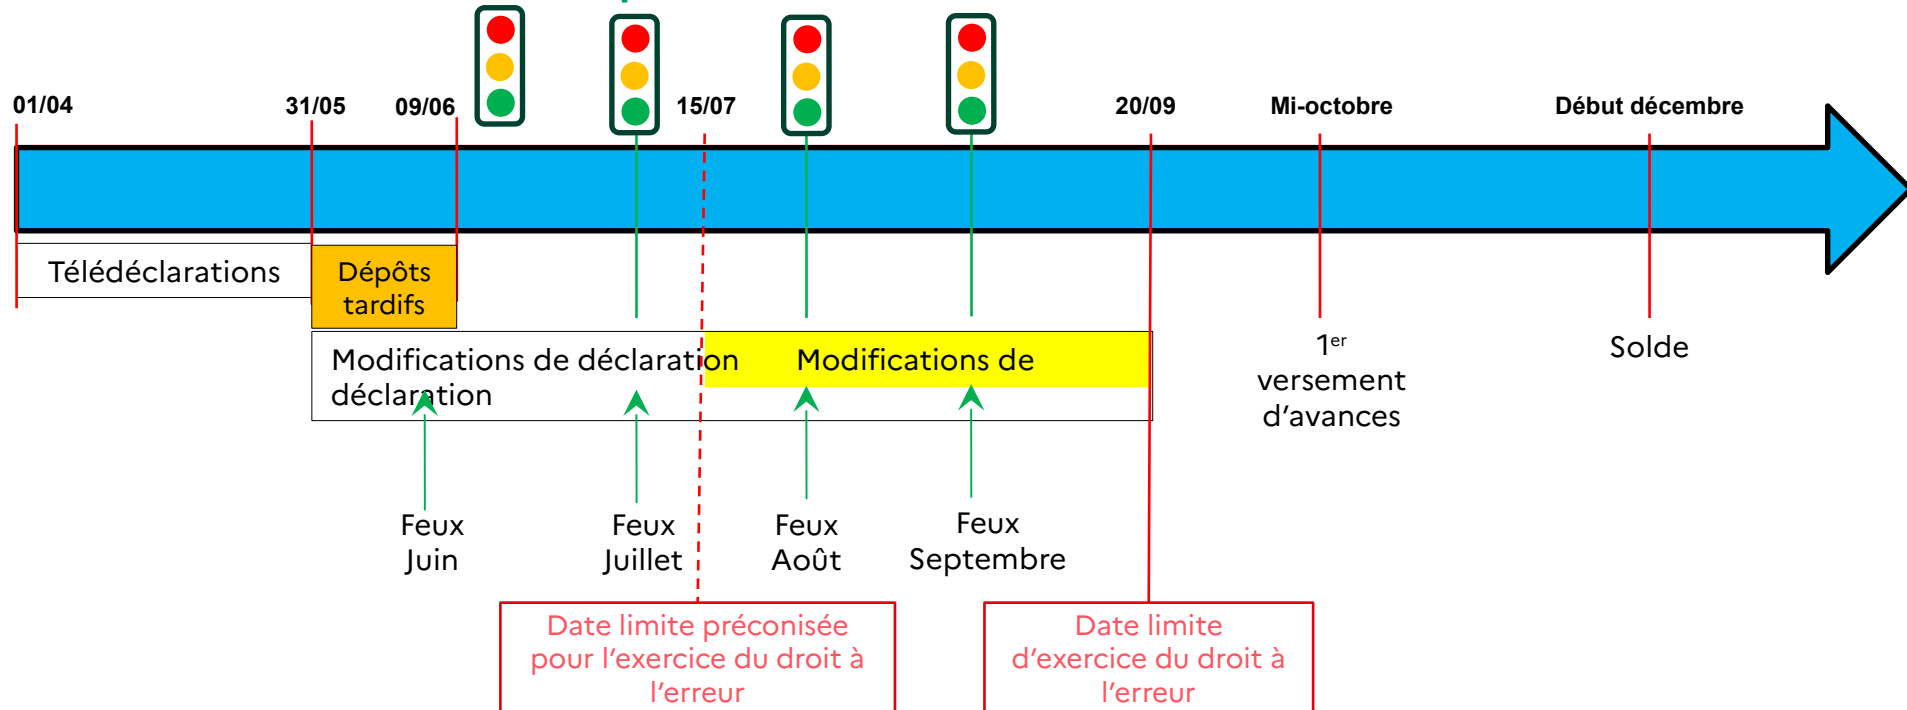 01/04
31/05
09/06
15/07
20/09
Mi-octobre
Début décembre
Télédéclarations
Dépôts
tardifs
Modifications de déclaration Modifications de
déclaration
1er
versement
d'avances
Solde
Feux
Juin
Feux
Juillet
Feux
Août
Feux
Septembre
Date limite préconisée
pour l'exercice du droit à
l'erreur
Date limite
d'exercice du droit à
l'erreur